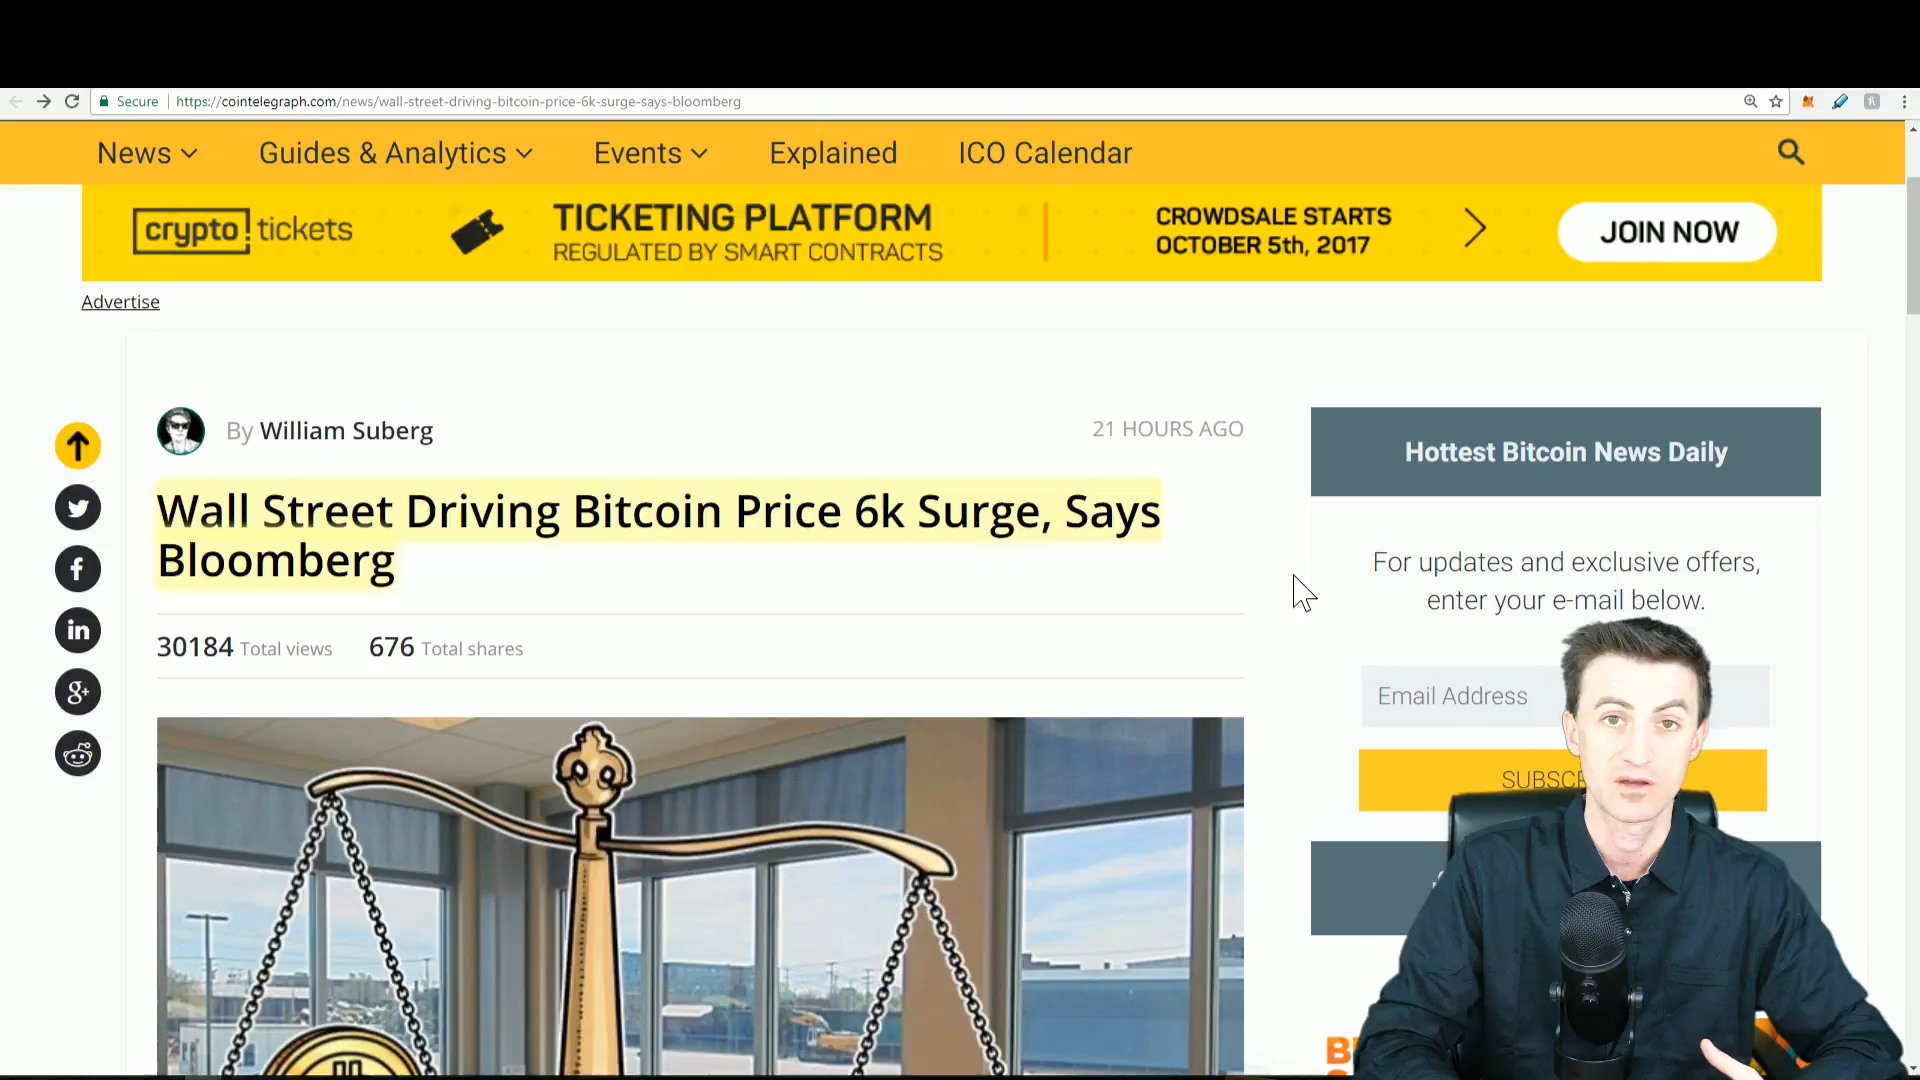 Secure https://cointelegraph.com/news/wall-street-driving-bitcoin-price-6k-surge-says-bloomberg
News Guides & Analytics Events Explained ICO Calendar
crypto tickets
TICKETING PLATFORM
REGULATED BY SMART CONTRACTS
CROWDSALE STARTS
OCTOBER 5th, 2017
JOIN NOW
Advertise
By William Suberg
21 HOURS AGO
Wall Street Driving Bitcoin Price 6k Surge, Says
Bloomberg
30184 Total views 676 Total shares
Hottest Bitcoin News Daily
For updates and exclusive offers,
enter your e-mail below.
Email Address